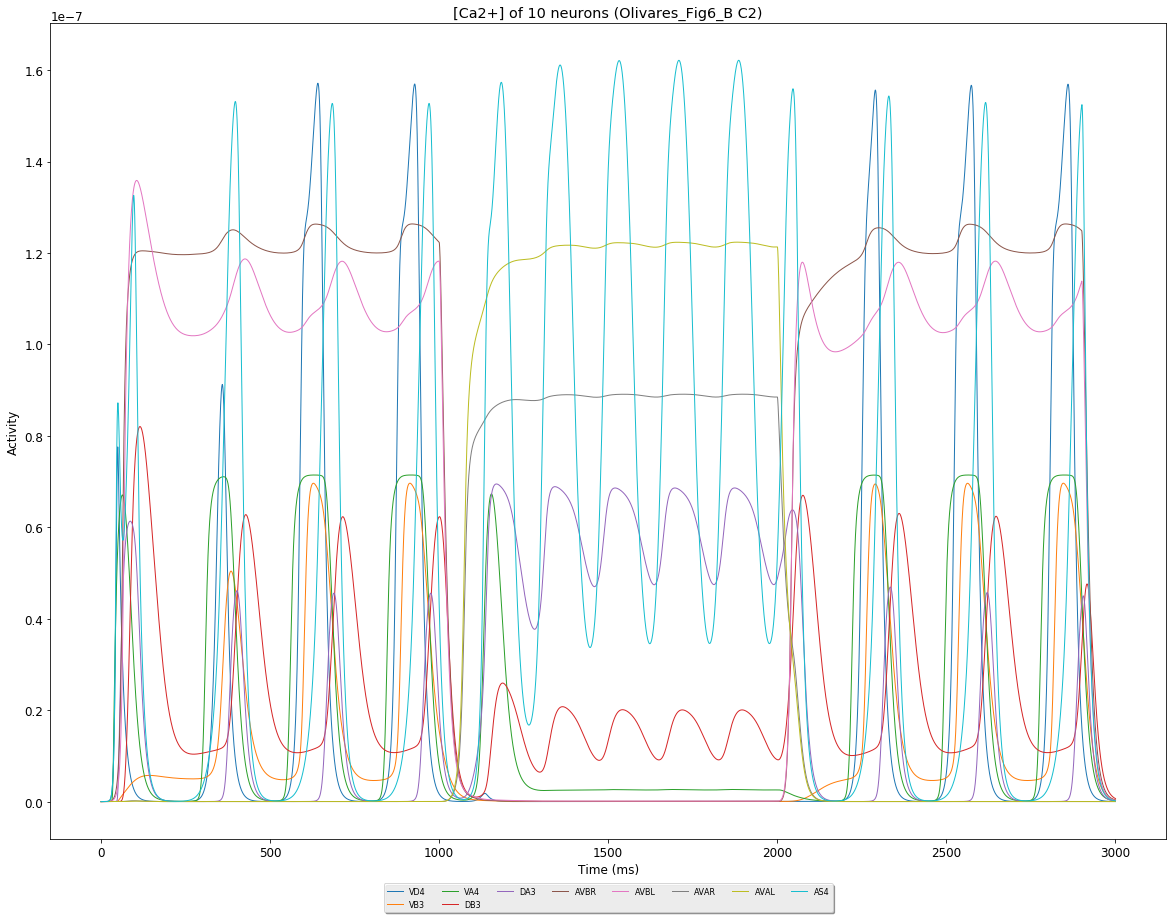 [Ca2+] of 10 neurons (Olivares_Fig6_B C2)
1e−7
1.6
1.4
1.2
1.0
0.8
0.6
0.4
0.2
0.0
Activity
0 500 1000 1500 2000 2500 3000
Time (ms)
VD4 VA4 DA3 AVBR AVBL AVAR AVAL AS4
VB3 DB3